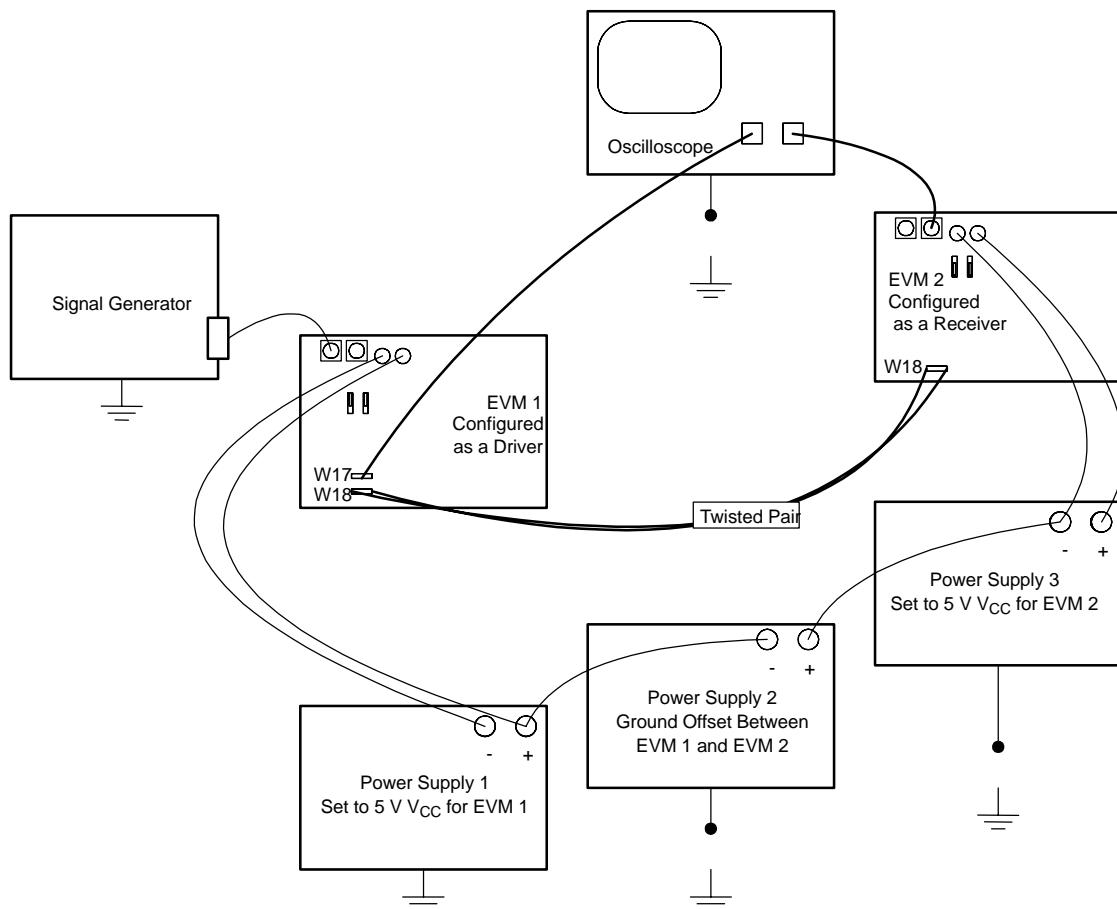 Oscilloscope
Signal Generator
EVM 2
Configured
as a Receiver
W18
EVM 1
Configured
as a Driver
W17
W18
Twisted Pair
- +
Power Supply 3
Set to 5 V VCC for EVM 2
- +
Power Supply 2
Ground Offset Between
EVM 1 and EVM 2
- +
Power Supply 1
Set to 5 V VCC for EVM 1